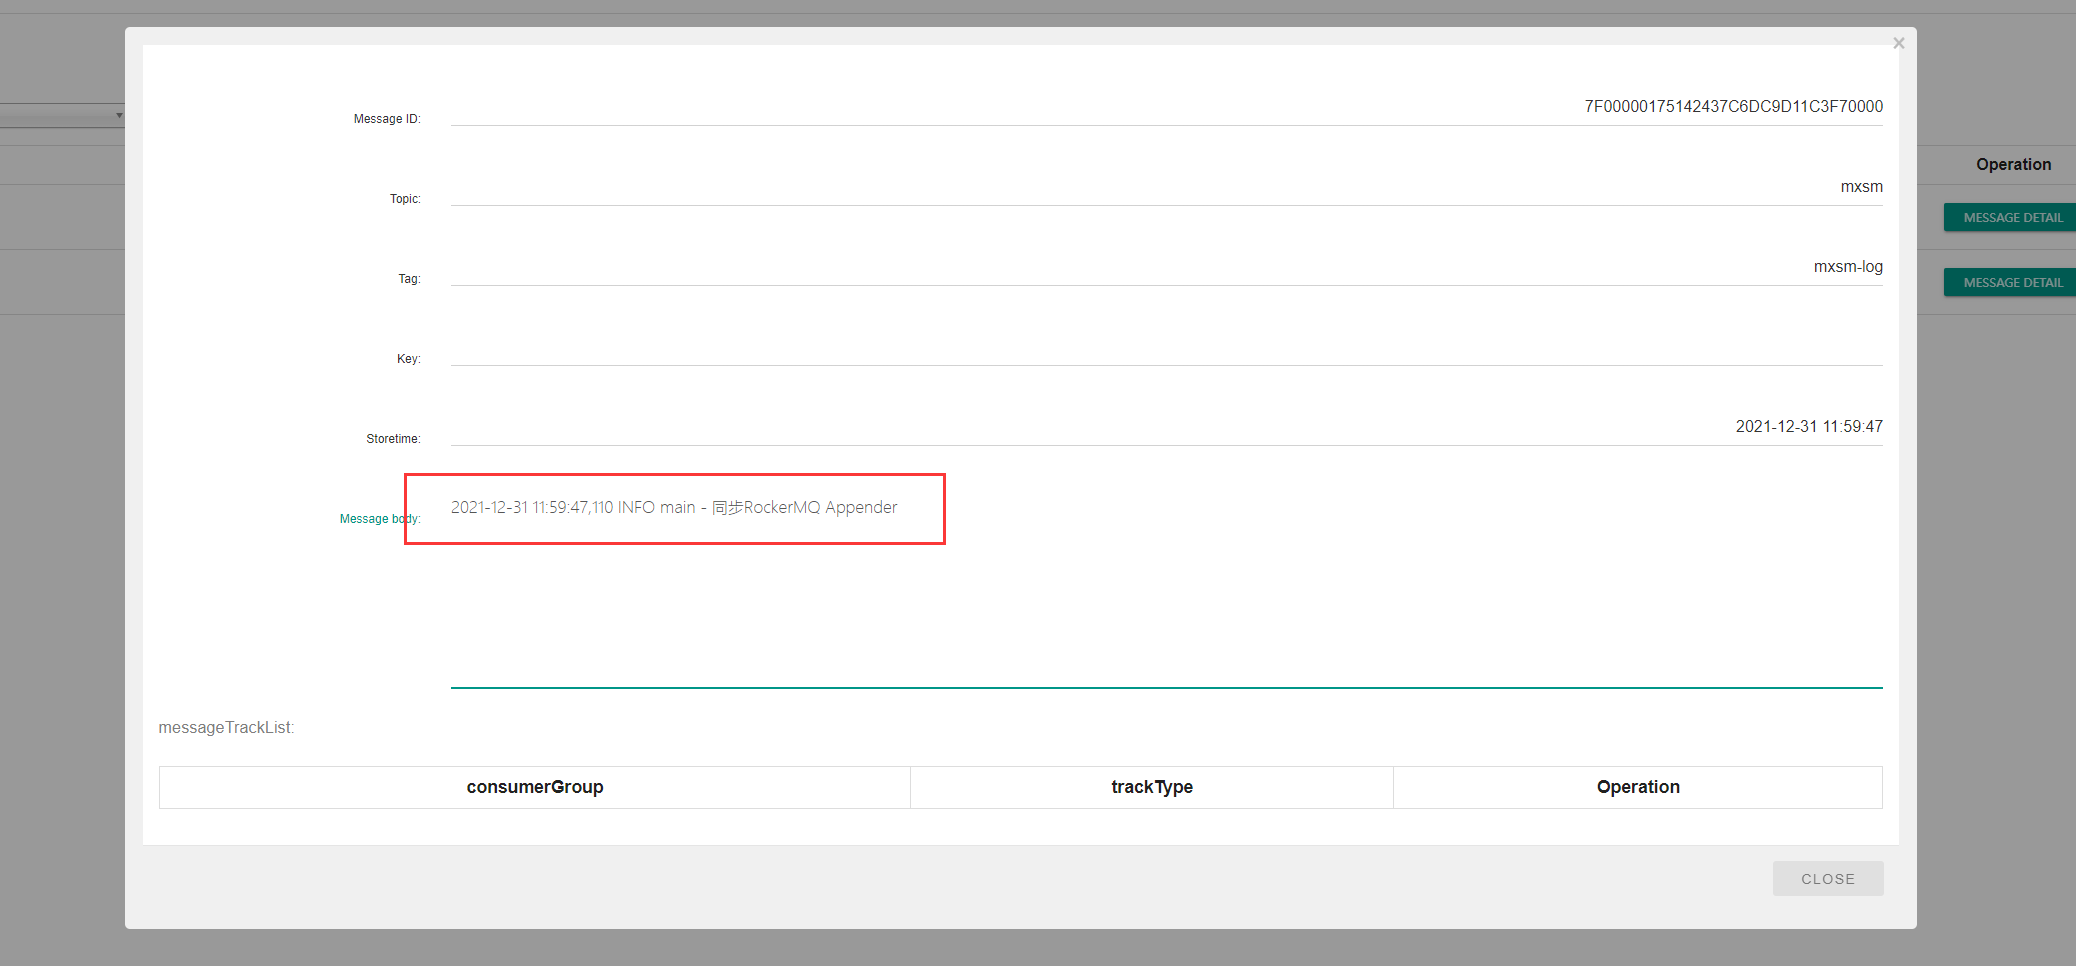 ×
Message ID:
7F00000175142437C6DC9D11C3F70000
Topic:
mxsm
Operation
Tag:
mxsm-log
MESSAGE DETAIL
MESSAGE DETAIL
Key:
Storetime:
2021-12-31 11:59:47
Message body:
2021-12-31 11:59:47,110 INFO main - 同步RockerMQ Appender
messageTrackList:
consumerGroup trackType Operation
CLOSE